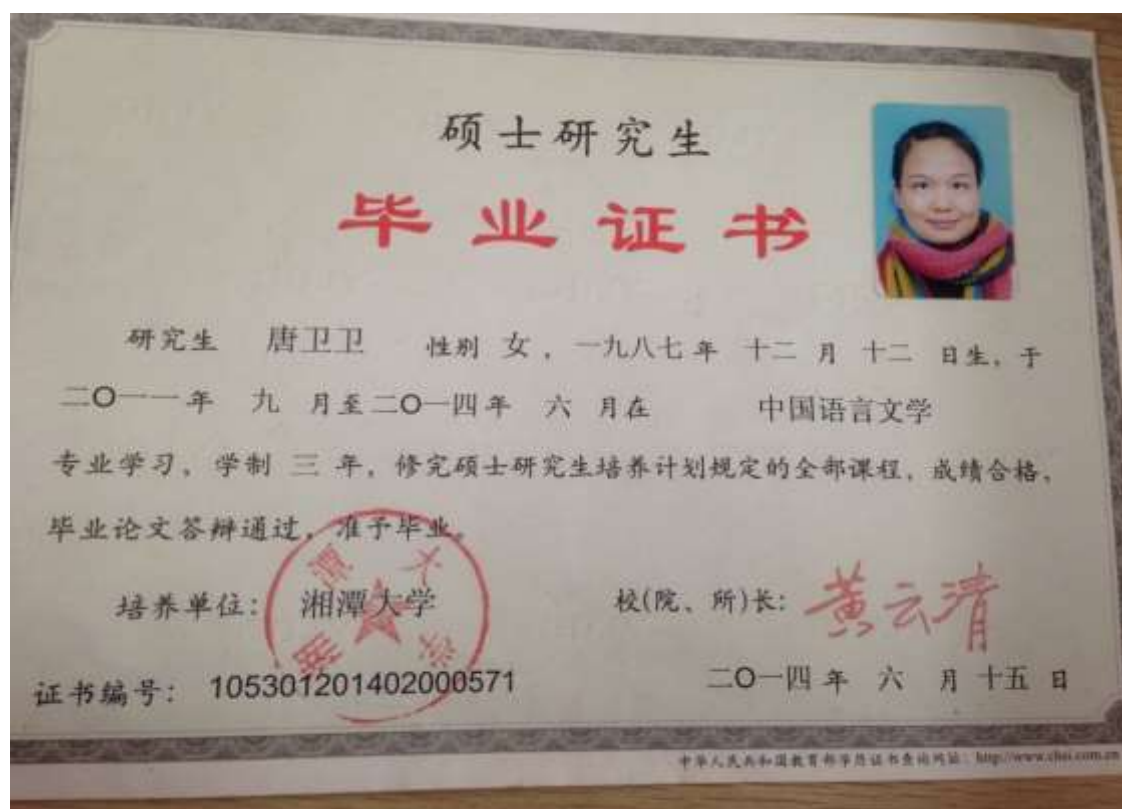 硕士研究生
毕业证书
研究生 唐卫卫 性别 女，一九八七年 十二 月 十二 日生，于
二〇一一年 九 月至二〇一四年 六 月在 中国语言文学
专业学习，学制 三 年，修完硕士研究生培养计划规定的全部课程，成绩合格，
毕业论文答辩通过，准予毕业。
培养单位： 湘潭大学 校(院、所)长： 黄云清
湘潭大学
证书编号： 105301201402000571 二〇一四年 六 月 十五 日
中华人民共和国教育部学历证书查询网站：http://www.chsi.com.cn